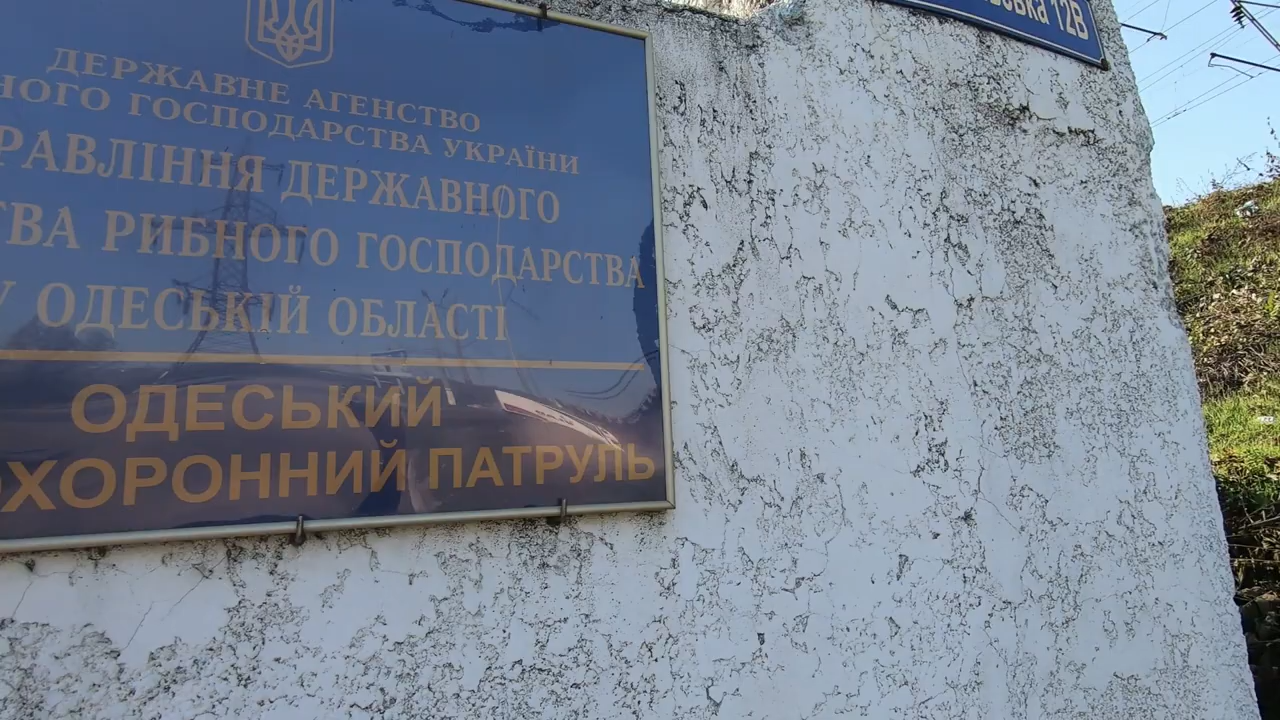 ДЕРЖАВНЕ АГЕНСТВО
НОГО ГОСПОДАРСТВА УКРАЇНИ
РАВЛІННЯ ДЕРЖАВНОГО
ТВА РИБНОГО ГОСПОДАРСТВА
У ОДЕСЬКІЙ ОБЛАСТІ
ОДЕСЬКИЙ
ОХОРОННИЙ ПАТРУЛЬ
ська 12В